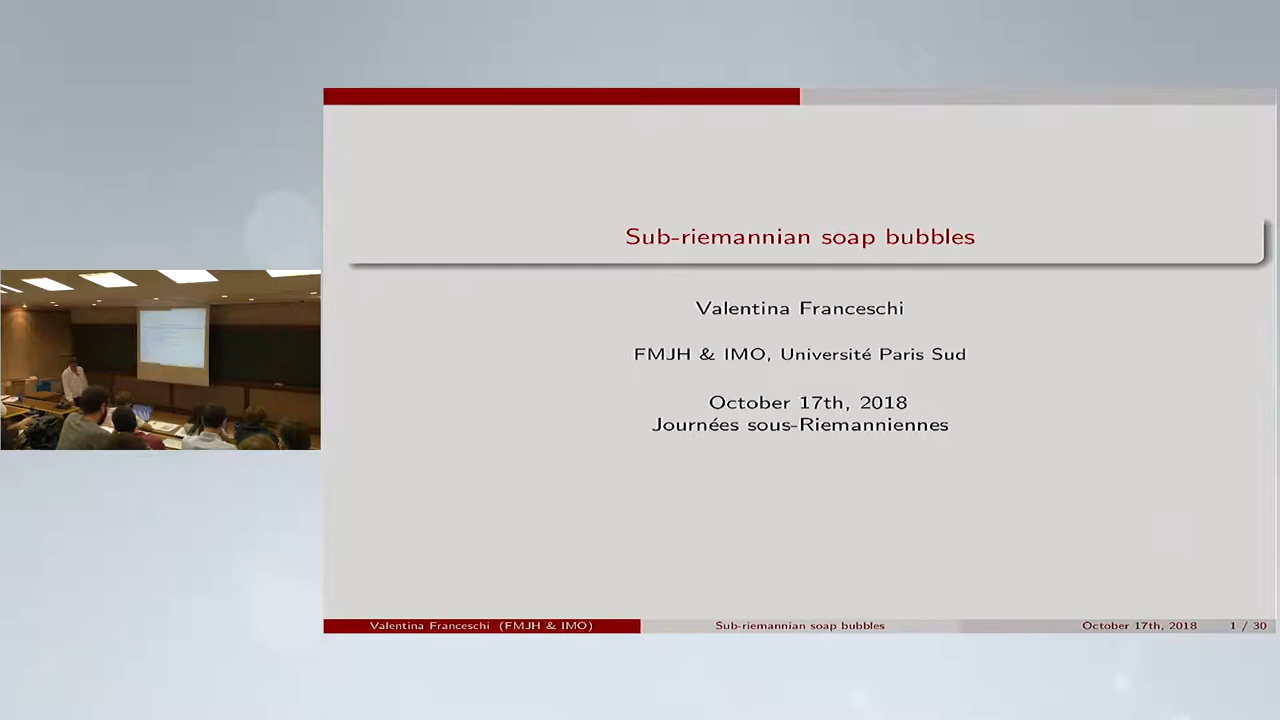 Sub-riemannian soap bubbles
Valentina Franceschi
FMJH & IMO, Université Paris Sud
October 17th, 2018
Journées sous-Riemanniennes
Valentina Franceschi (FMJH & IMO)
Sub-riemannian soap bubbles
October 17th, 2018
1 / 30